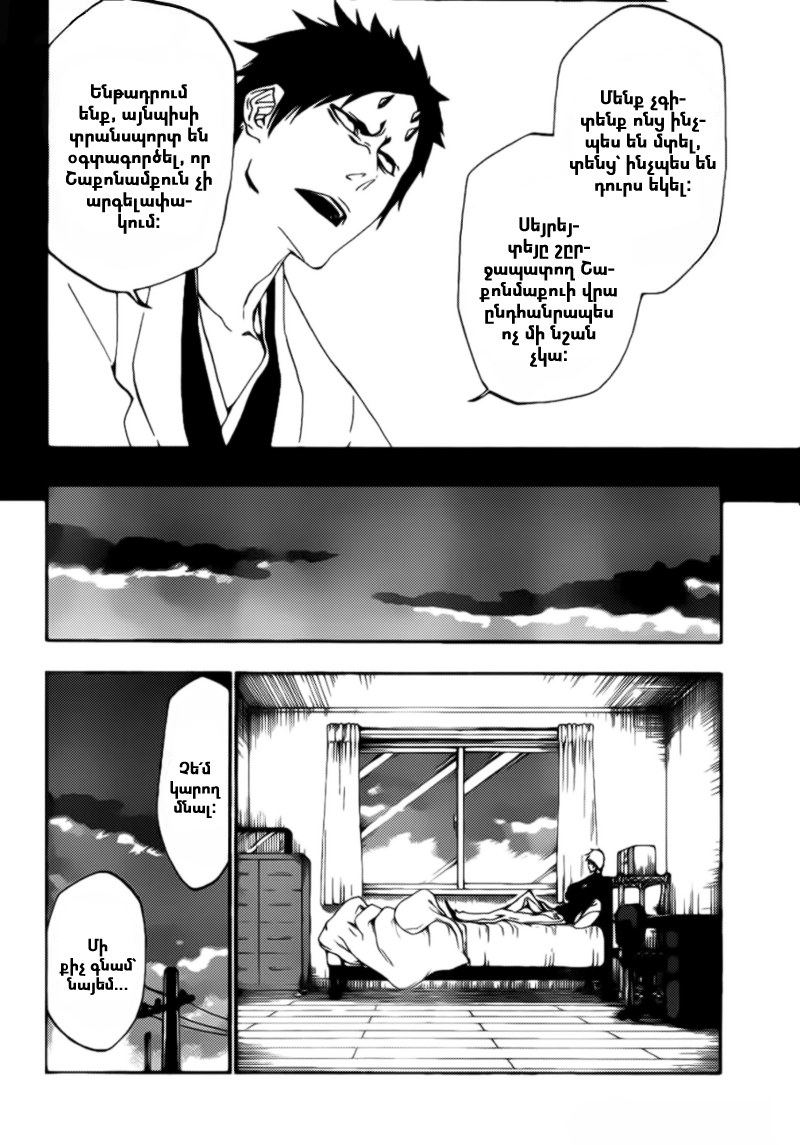 Մենք չգի-
տենք ոնց ինչ-
պես են մտել,
տենց՝ ինչպես են
դուրս եկել:
Սեյրեյ-
տեյը շըր-
ջապատող Շա-
քոնմաքուի վրա
ընդհանրապես
ոչ մի նշան
չկա:
Ենթադրում
ենք, այնպիսի
տրանսպորտ են
օգտագործել, որ
Շաքոնամքուն չի
արգելափա-
կում:
Չե՛մ
կարող
մնալ:
Մի
քիչ գնամ՝
նայեմ...